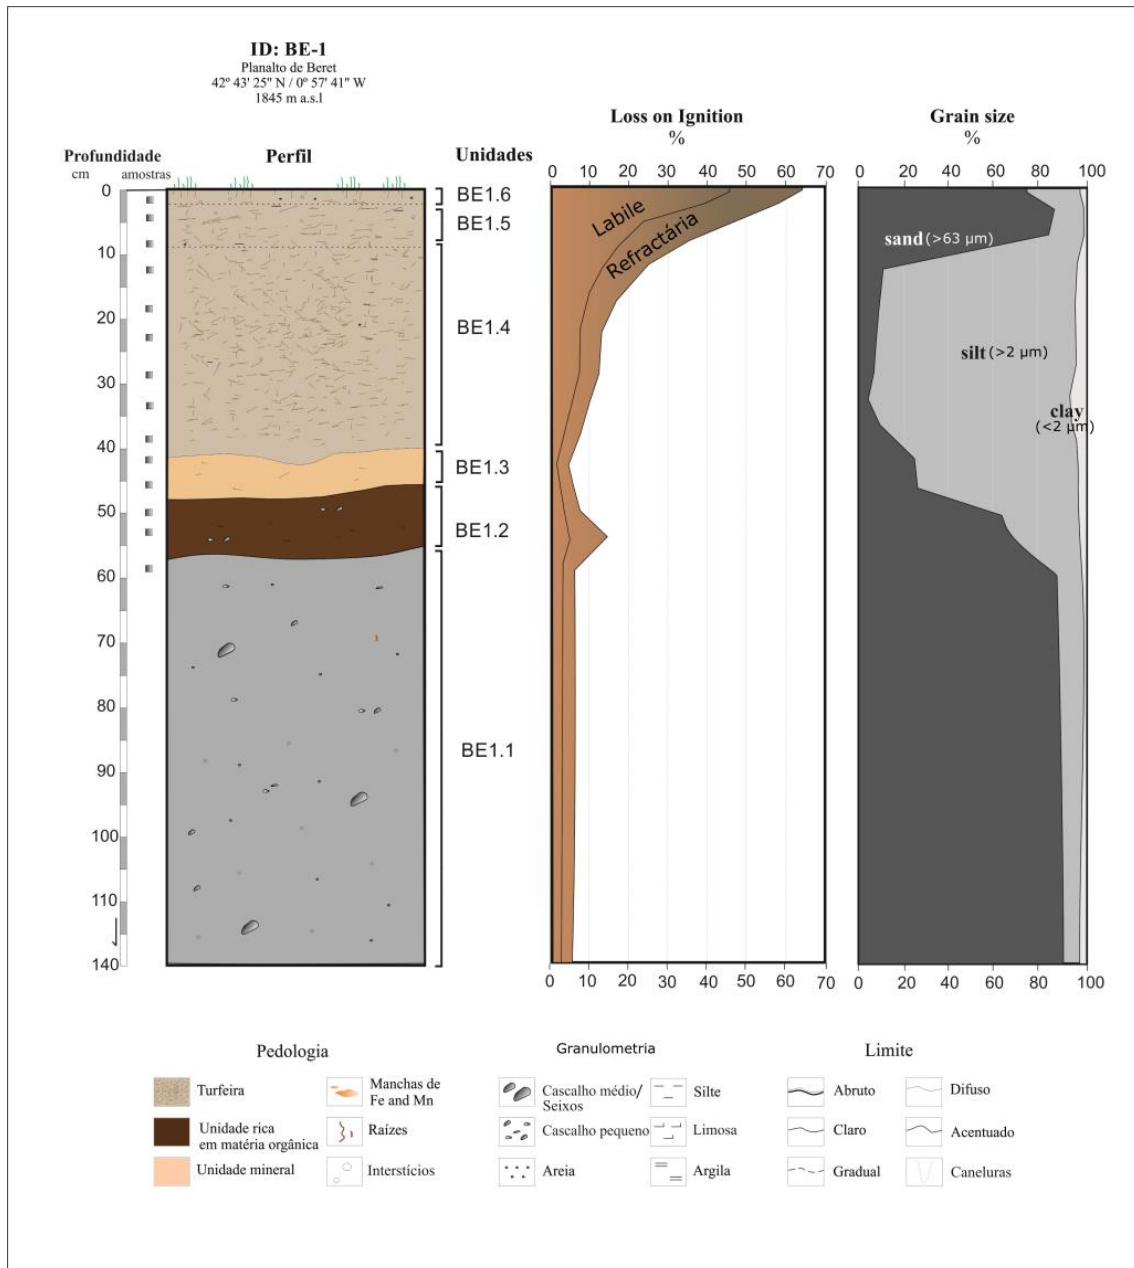 ID: BE-1
Planalto de Beret
42º 43' 25" N / 0º 57' 41" W
1845 m a.s.l
Profundidade
cm
amostras
Perfil
Unidades
Loss on Ignition
%
Grain size
%
0
10
20
30
40
50
60
70
80
90
100
110
140
BE1.6
BE1.5
BE1.4
BE1.3
BE1.2
BE1.1
0 10 20 30 40 50 60 70
Labile
Refractária
0 10 20 30 40 50 60 70
0 20 40 60 80 100
sand (>63 µm)
silt (>2 µm)
clay
(<2 µm)
0 20 40 60 80 100
Pedologia
Turfeira
Unidade rica
em matéria orgânica
Unidade mineral
Manchas de
Fe and Mn
Raízes
Interstícios
Granulometria
Cascalho médio/
Seixos
Cascalho pequeno
Areia
Silte
Limosa
Argila
Limite
Abruto
Claro
Gradual
Difuso
Acentuado
Caneluras